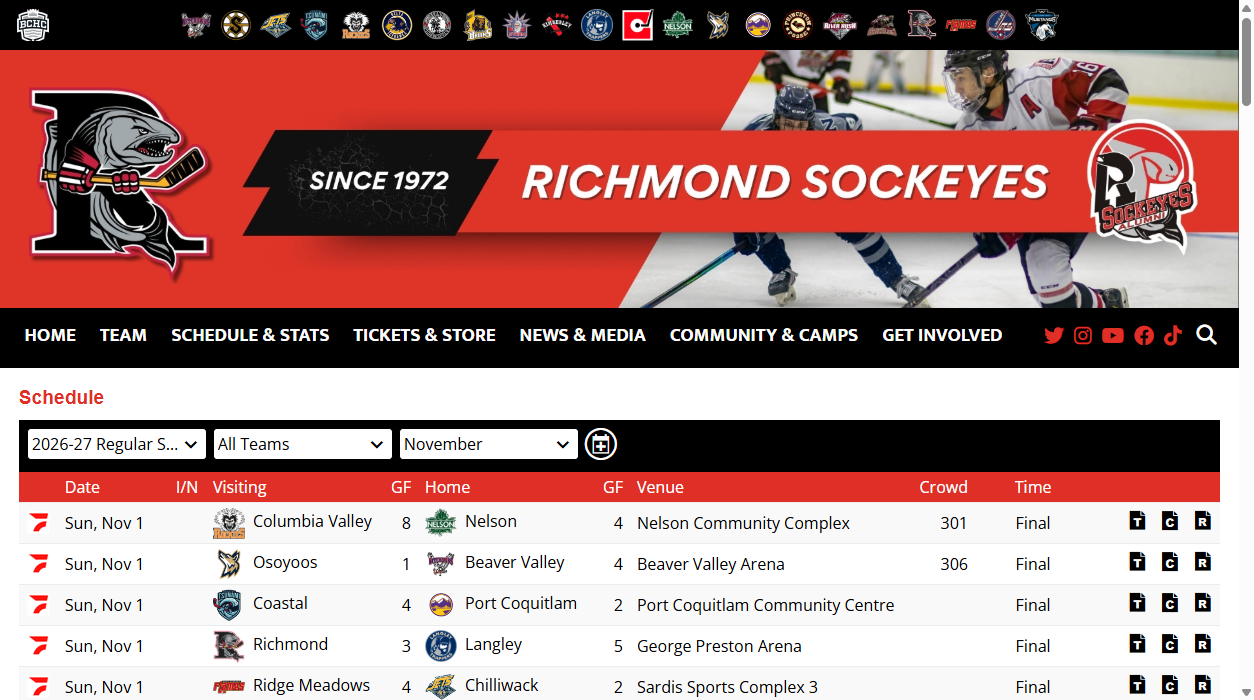 BCHC
SINCE 1972
RICHMOND SOCKEYES
SOCKEYES
ALUMNI
HOME TEAM SCHEDULE & STATS TICKETS & STORE NEWS & MEDIA COMMUNITY & CAMPS GET INVOLVED
Schedule
2026-27 Regular S... All Teams November
Date I/N Visiting GF Home GF Venue Crowd Time
Sun, Nov 1 Columbia Valley 8 Nelson 4 Nelson Community Complex 301 Final T C R
Sun, Nov 1 Osoyoos 1 Beaver Valley 4 Beaver Valley Arena 306 Final T C R
Sun, Nov 1 Coastal 4 Port Coquitlam 2 Port Coquitlam Community Centre Final T C R
Sun, Nov 1 Richmond 3 Langley 5 George Preston Arena Final T C R
Sun, Nov 1 Ridge Meadows 4 Chilliwack 2 Sardis Sports Complex 3 Final T C R